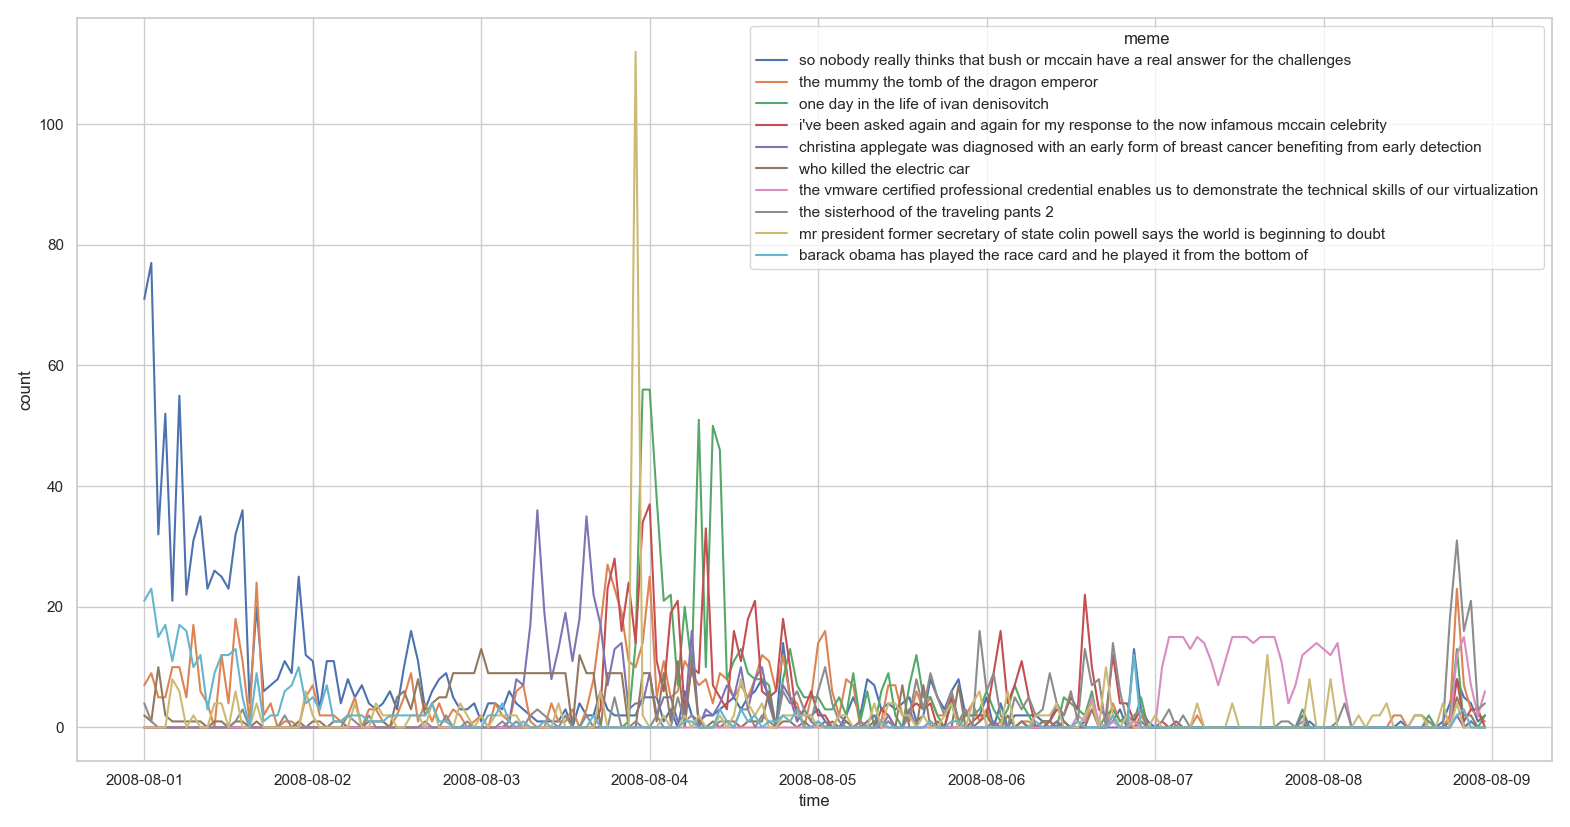 meme
so nobody really thinks that bush or mccain have a real answer for the challenges
the mummy the tomb of the dragon emperor
one day in the life of ivan denisovitch
i've been asked again and again for my response to the now infamous mccain celebrity
christina applegate was diagnosed with an early form of breast cancer benefiting from early detection
who killed the electric car
the vmware certified professional credential enables us to demonstrate the technical skills of our virtualization
the sisterhood of the traveling pants 2
mr president former secretary of state colin powell says the world is beginning to doubt
barack obama has played the race card and he played it from the bottom of
count
100
80
60
40
20
0
2008-08-01 2008-08-02 2008-08-03 2008-08-04 2008-08-05 2008-08-06 2008-08-07 2008-08-08 2008-08-09
time